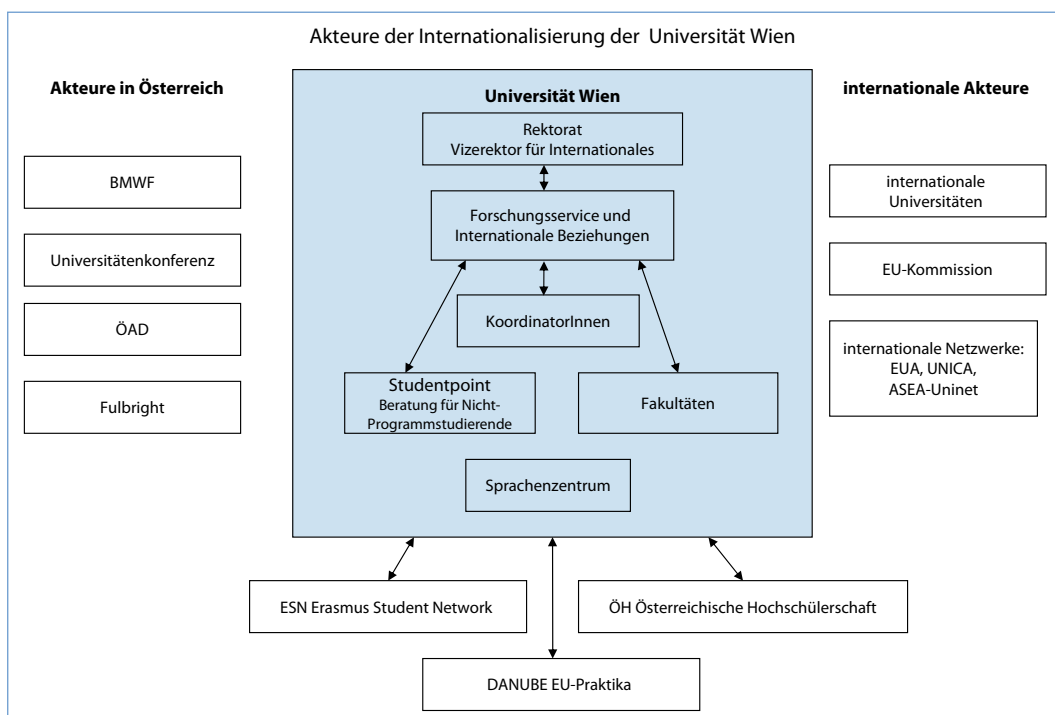 Akteure der Internationalisierung der Universität Wien
Akteure in Österreich
BMWF
Universitätenkonferenz
ÖAD
Fulbright
Universität Wien
Rektorat
Vizerektor für Internationales
Forschungsservice und
Internationale Beziehungen
KoordinatorInnen
Studentpoint
Beratung für Nicht-
Programmstudierende
Fakultäten
Sprachenzentrum
internationale Akteure
internationale
Universitäten
EU-Kommission
internationale Netzwerke:
EUA, UNICA,
ASEA-Uninet
ESN Erasmus Student Network
ÖH Österreichische Hochschülerschaft
DANUBE EU-Praktika